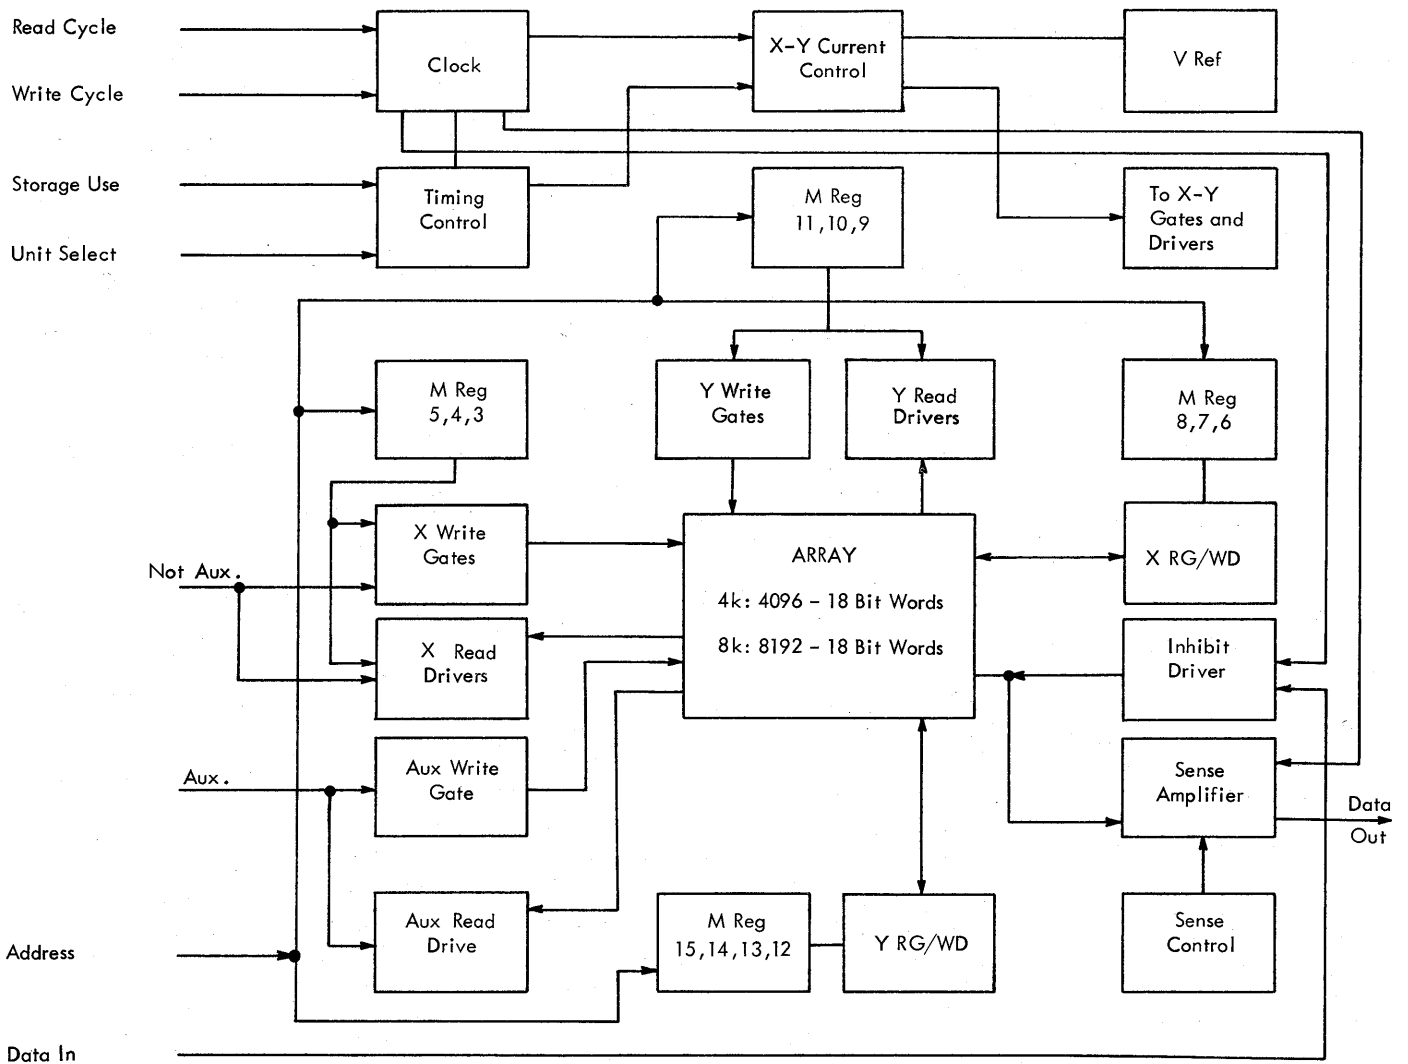 Read Cycle
Write Cycle
Storage Use
Unit Select
Clock
X-Y Current
Control
V Ref
Timing
Control
M Reg
11,10,9
To X-Y
Gates and
Drivers
M Reg
5,4,3
Y Write
Gates
Y Read
Drivers
M Reg
8,7,6
Not Aux.
X Write
Gates
ARRAY
4k: 4096 - 18 Bit Words
8k: 8192 - 18 Bit Words
X RG/WD
X Read
Drivers
Inhibit
Driver
Aux.
Aux Write
Gate
Sense
Amplifier
Data
Out
Address
Aux Read
Drive
M Reg
15,14,13,12
Y RG/WD
Sense
Control
Data In